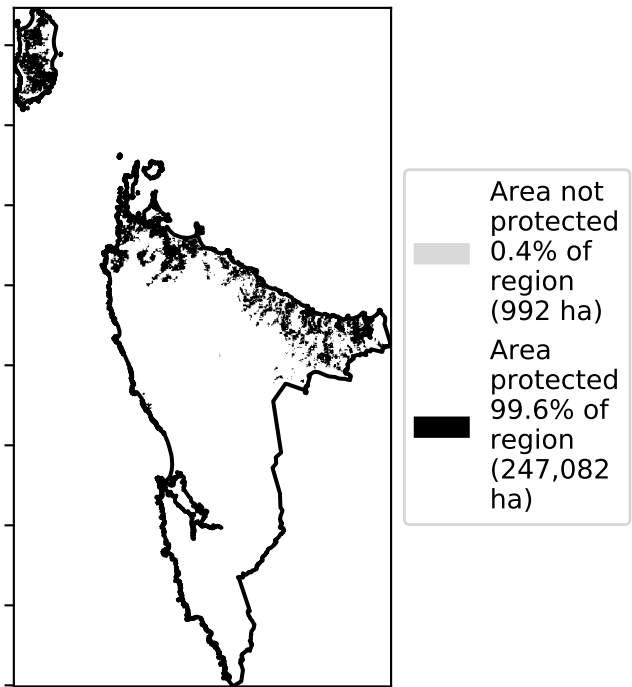 Area not
protected
0.4% of
region
(992 ha)
Area
protected
99.6% of
region
(247,082
ha)